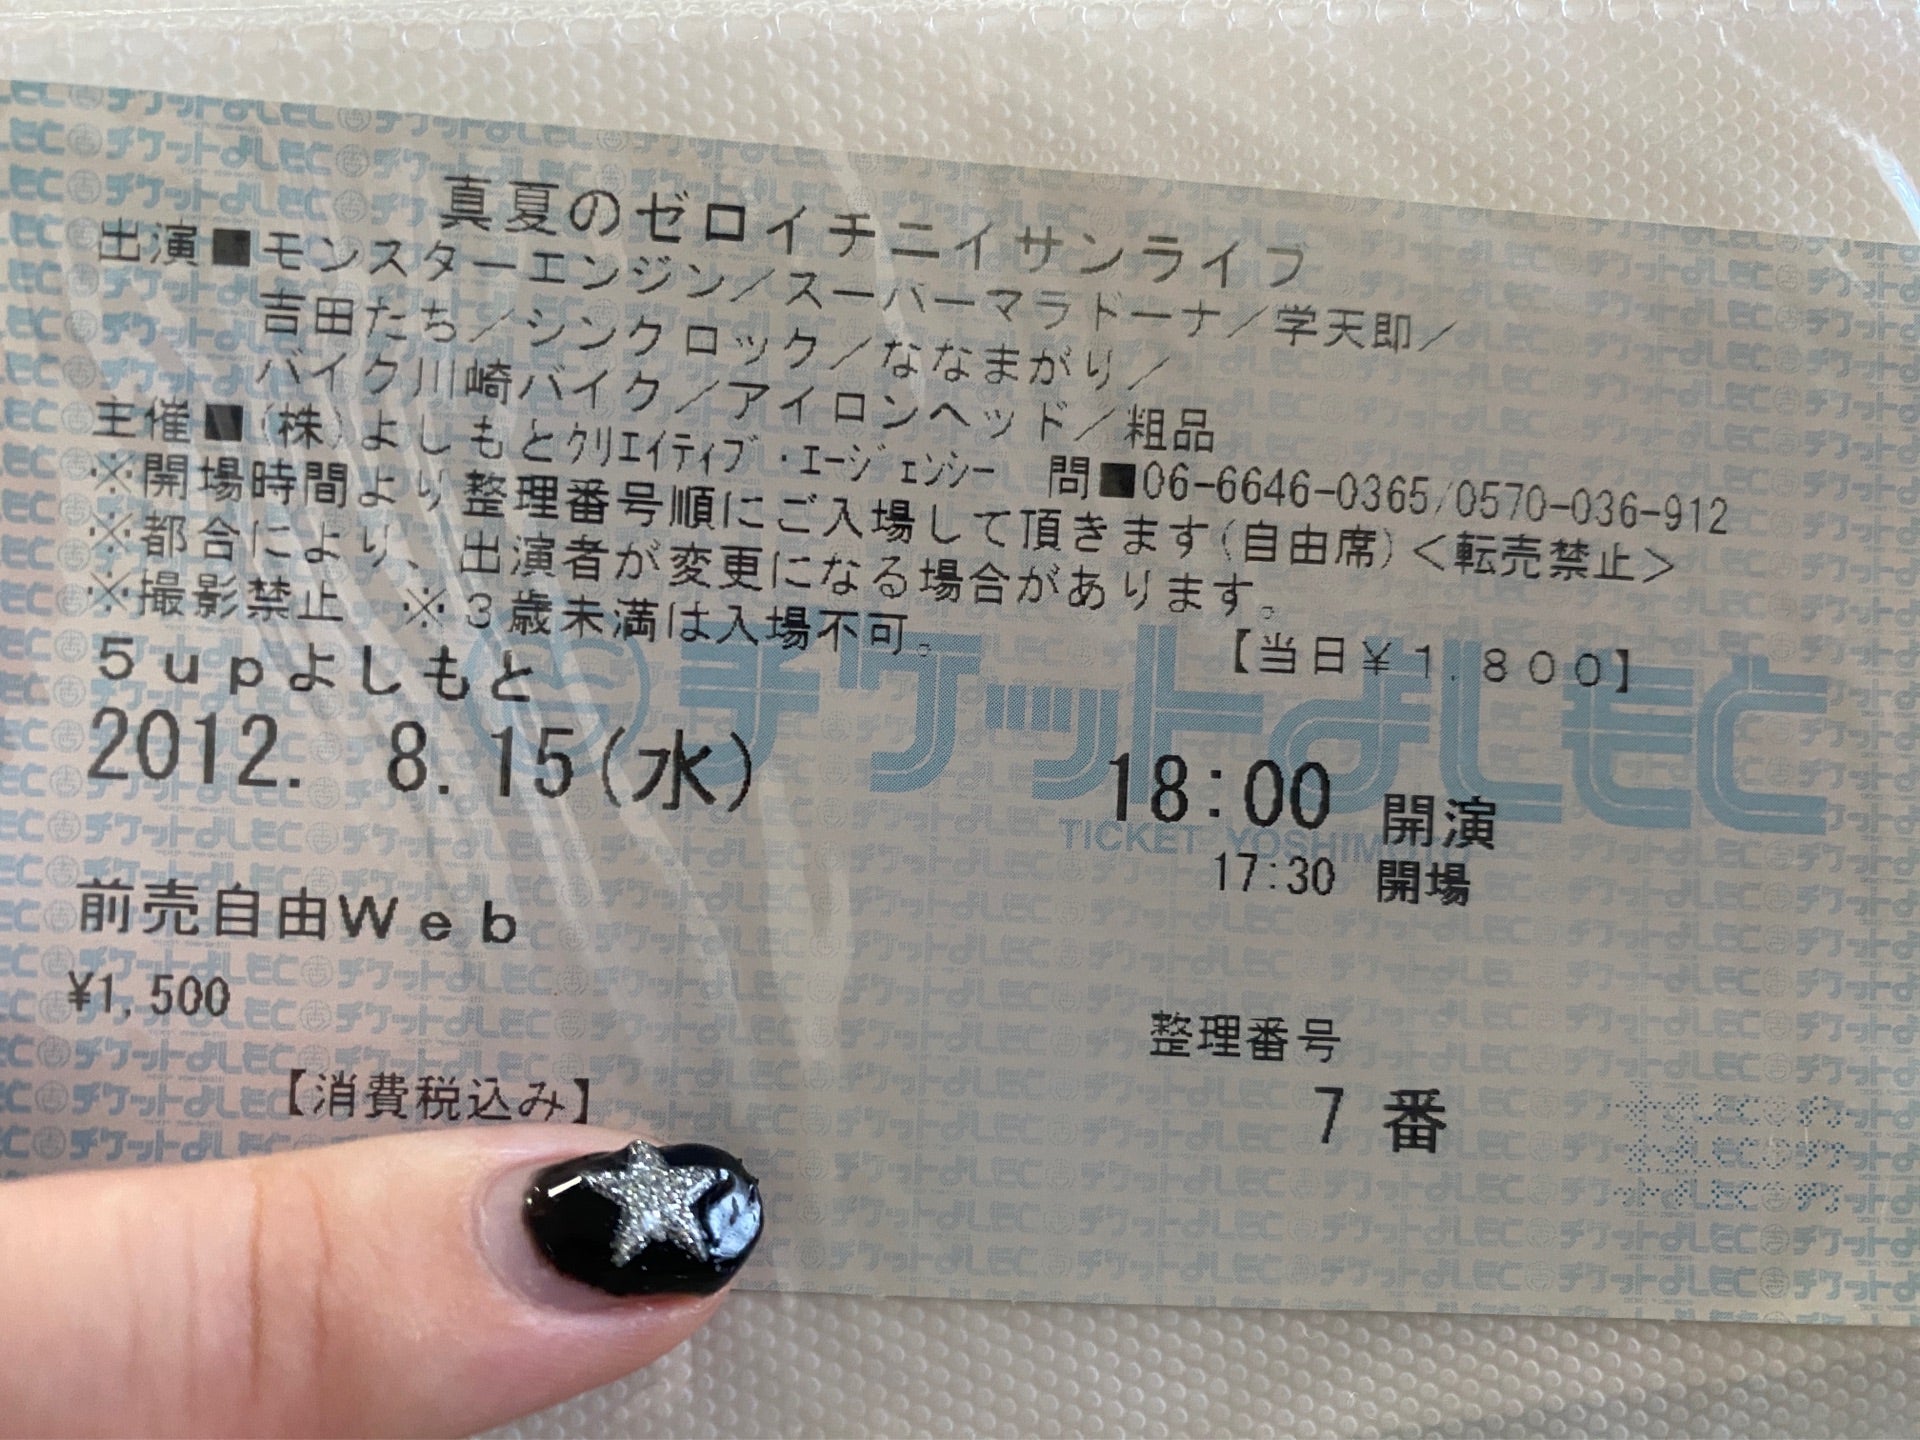 真夏のゼロイチニイサンライブ
出演■モンスターエンジン／スーパーマラドーナ／学天即／
吉田たち／シンクロック／ななまがり／
バイク川崎バイク／アイロンヘッド／粗品
主催■(株)よしもとｸﾘｴｲﾃｨﾌﾞ・ｴｰｼﾞｪﾝｼｰ 問■06-6646-0365/0570-036-912
※開場時間より整理番号順にご入場して頂きます(自由席)＜転売禁止＞
※都合により、出演者が変更になる場合があります。
※撮影禁止 ※３歳未満は入場不可。
【当日￥１,８００】
５ｕｐよしもと
2012. 8.15(水)
18:00 開演
17:30 開場
チケットよしもと
TICKET YOSHIM
前売自由Ｗｅｂ
¥1,500
整理番号
7 番
【消費税込み】